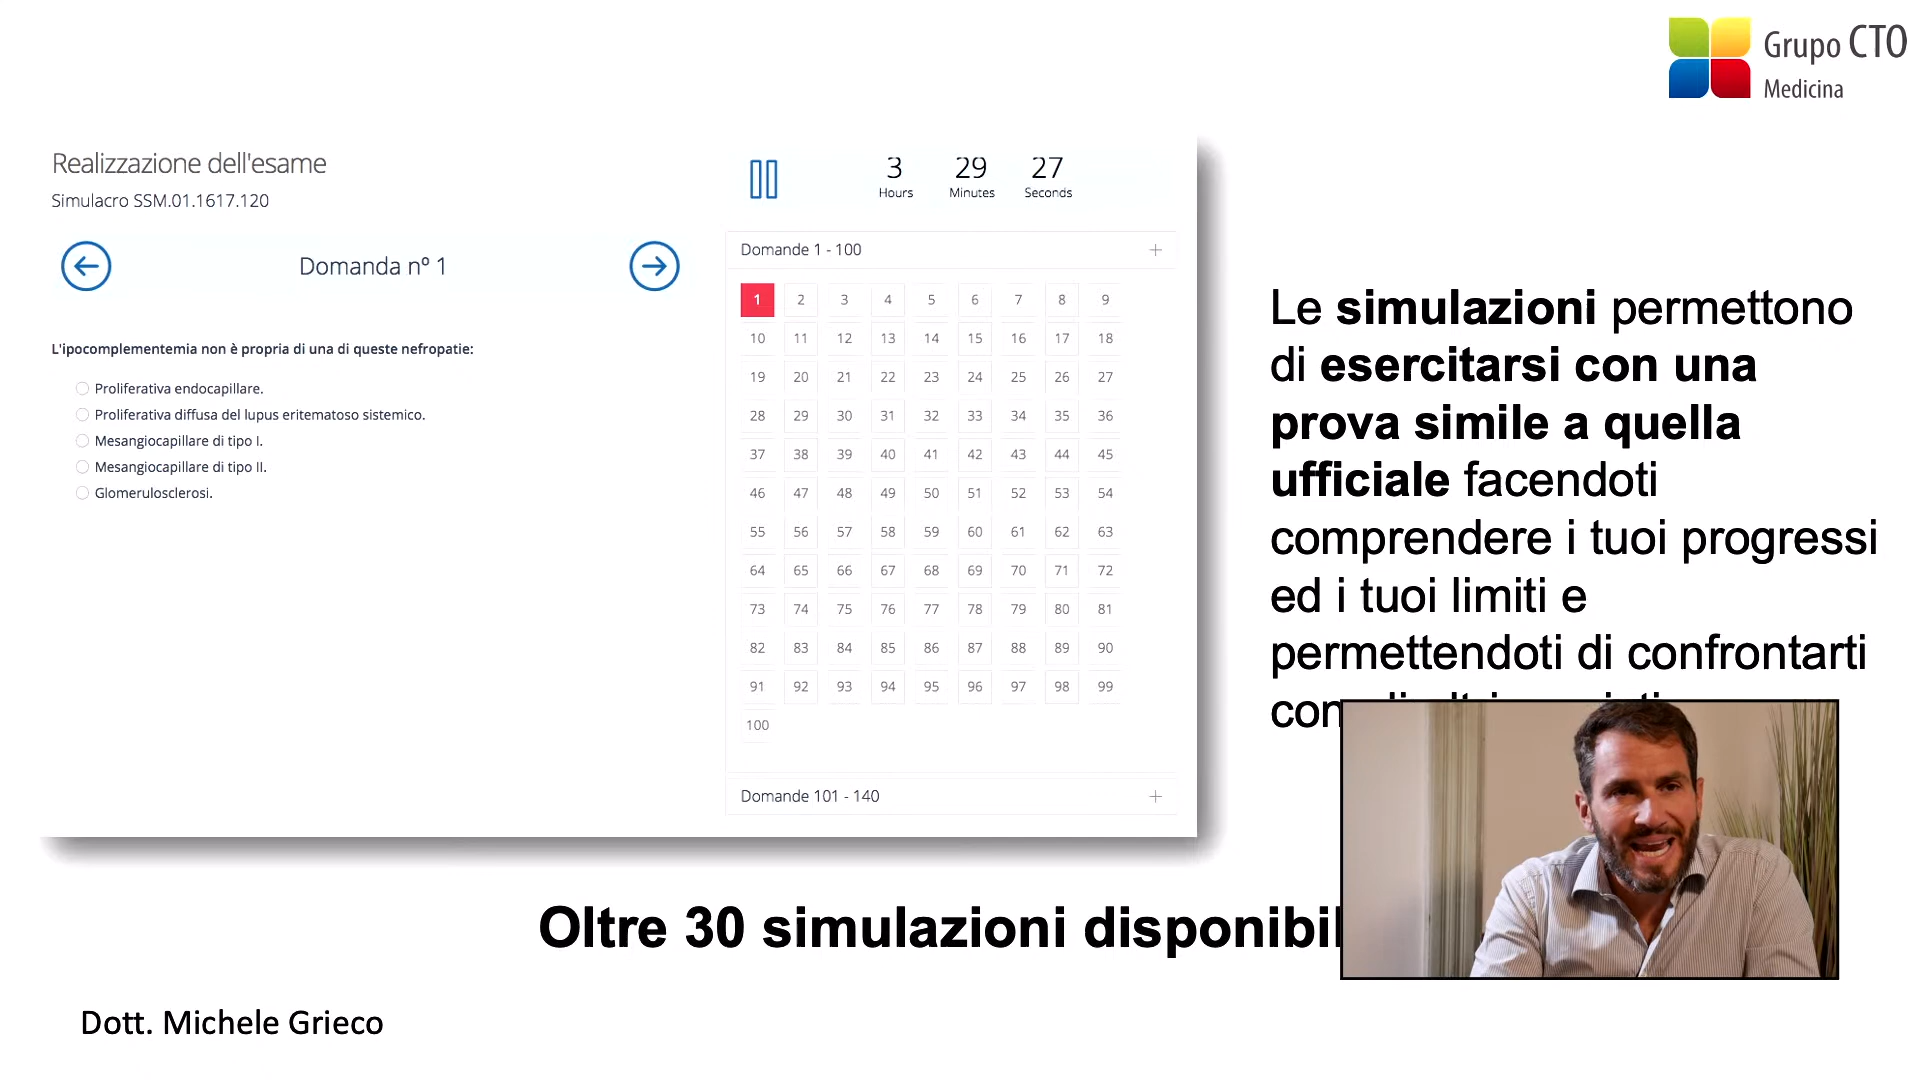 Grupo CTO
Medicina
Realizzazione dell'esame
Simulacro SSM.01.1617.120
3 29 27
Hours Minutes Seconds
Domanda nº 1
L'ipocomplementemia non è propria di una di queste nefropatie:
Proliferativa endocapillare.
Proliferativa diffusa del lupus eritematoso sistemico.
Mesangiocapillare di tipo I.
Mesangiocapillare di tipo II.
Glomerulosclerosi.
Domande 1 - 100 +
1 2 3 4 5 6 7 8 9
10 11 12 13 14 15 16 17 18
19 20 21 22 23 24 25 26 27
28 29 30 31 32 33 34 35 36
37 38 39 40 41 42 43 44 45
46 47 48 49 50 51 52 53 54
55 56 57 58 59 60 61 62 63
64 65 66 67 68 69 70 71 72
73 74 75 76 77 78 79 80 81
82 83 84 85 86 87 88 89 90
91 92 93 94 95 96 97 98 99
100
Domande 101 - 140 +
Le simulazioni permettono
di esercitarsi con una
prova simile a quella
ufficiale facendoti
comprendere i tuoi progressi
ed i tuoi limiti e
permettendoti di confrontarti
con
Oltre 30 simulazioni disponibil
Dott. Michele Grieco